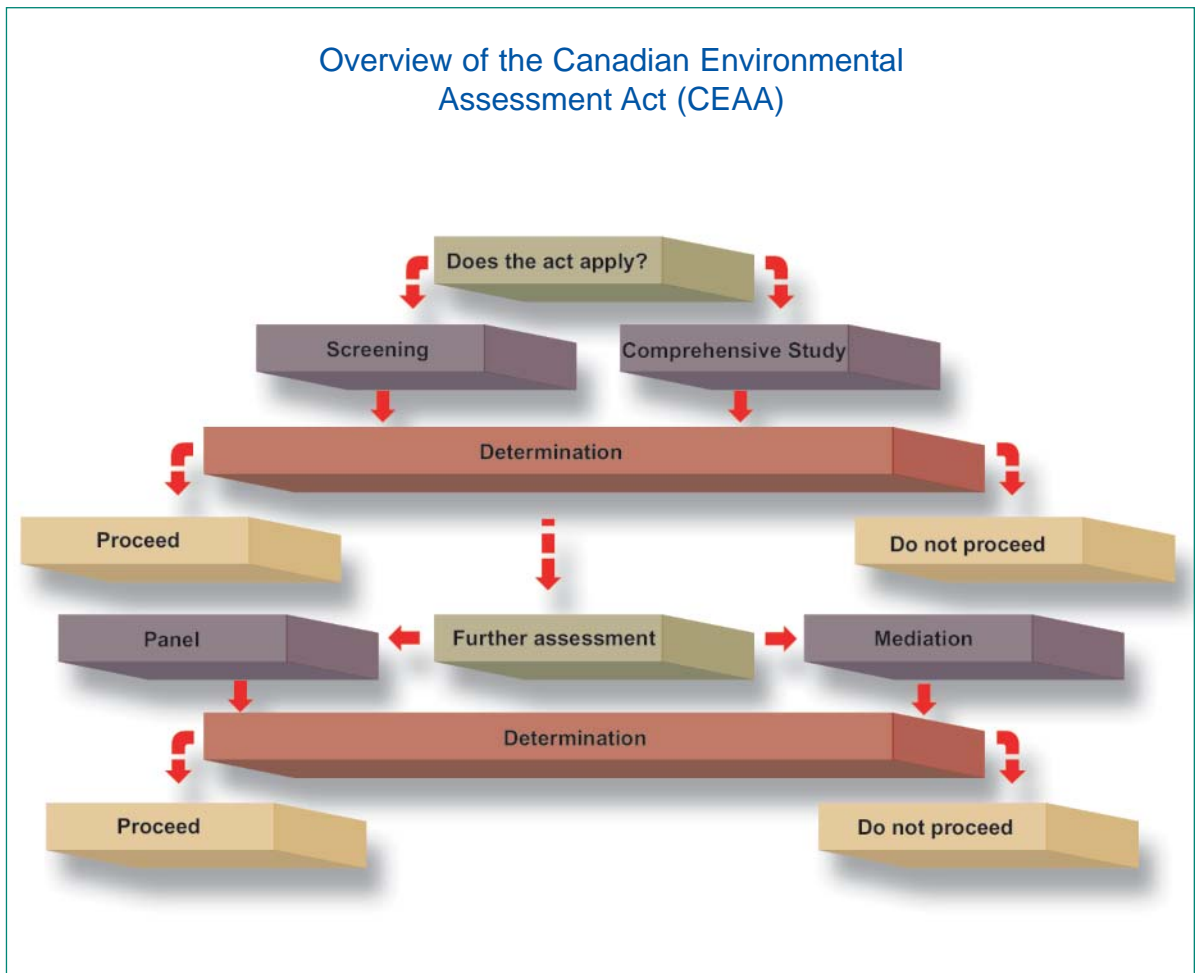 Overview of the Canadian Environmental
Assessment Act (CEAA)
Does the act apply?
Screening
Comprehensive Study
Determination
Proceed
Do not proceed
Panel
Further assessment
Mediation
Determination
Proceed
Do not proceed